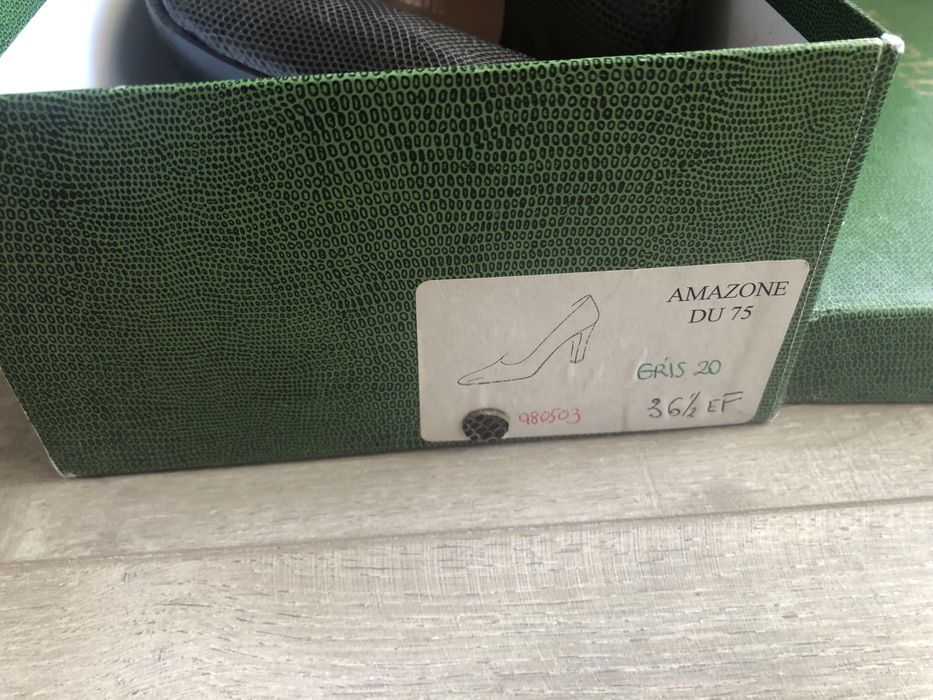 AMAZONE
DU 75
GRIS 20
980503
36½ EF